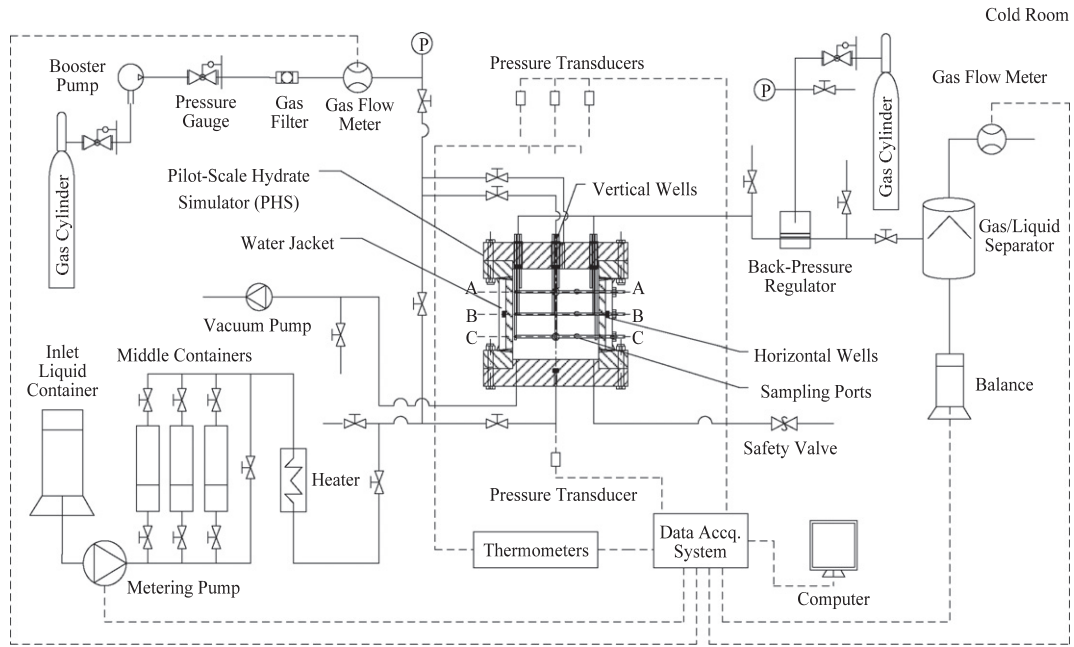 Cold Room
P
Booster
Pump
Pressure
Gauge
Gas
Filter
Gas Flow
Meter
Gas Cylinder
Pressure Transducers
P
Gas Cylinder
Gas Flow Meter
Pilot-Scale Hydrate
Simulator (PHS)
Vertical Wells
Water Jacket
Gas/Liquid
Separator
Back-Pressure
Regulator
A
A
B
B
C
C
Vacuum Pump
Inlet
Liquid
Container
Middle Containers
Horizontal Wells
Sampling Ports
Balance
Heater
Safety Valve
Pressure Transducer
Thermometers
Data Accq.
System
Metering Pump
Computer